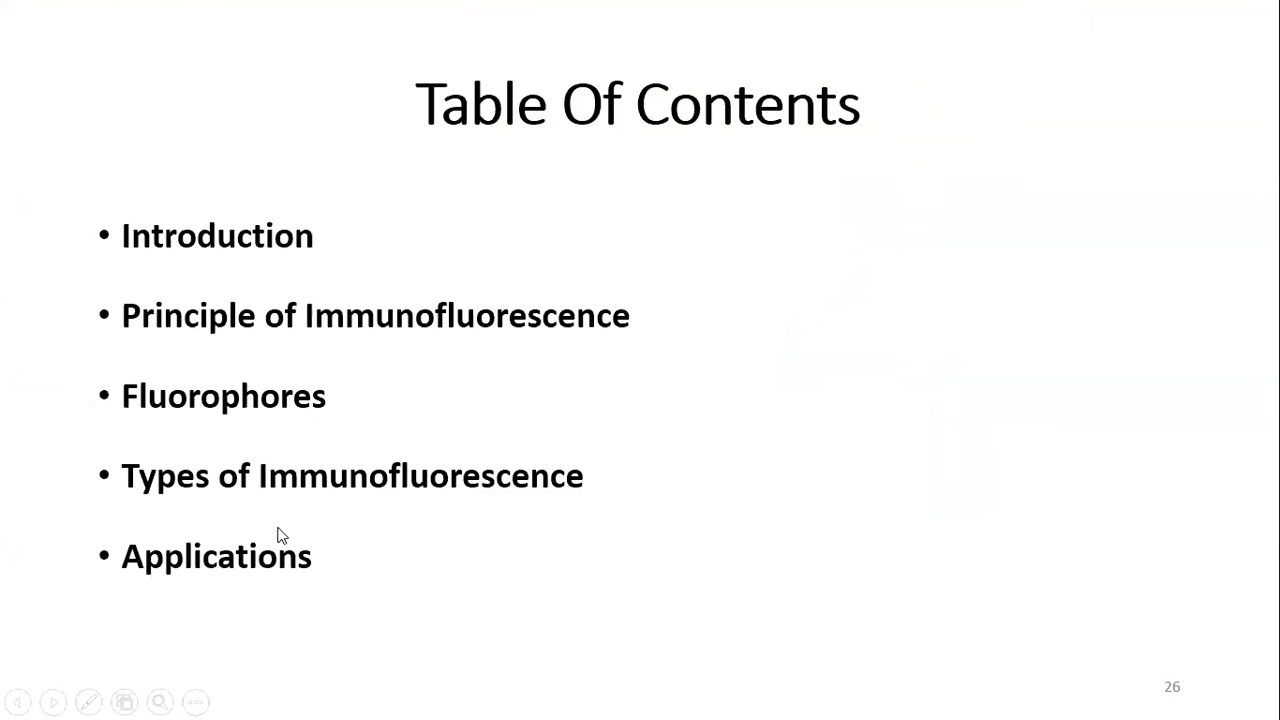 Table Of Contents
• Introduction
• Principle of Immunofluorescence
• Fluorophores
• Types of Immunofluorescence
• Applications
26